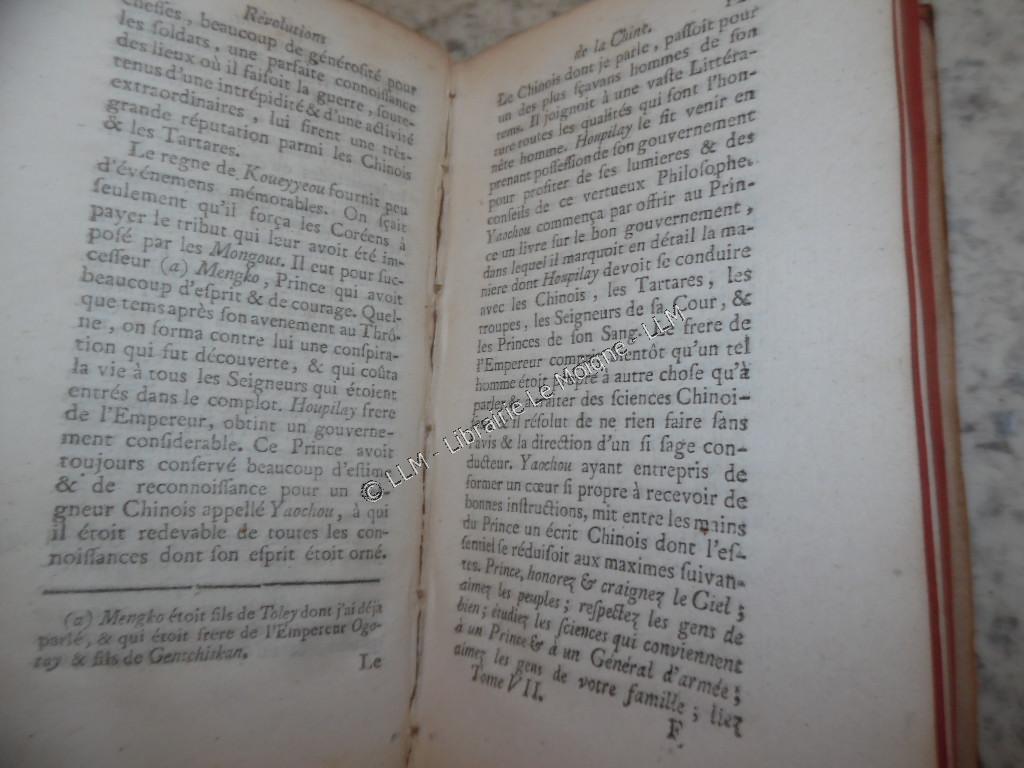 Révolutions
chesses, beaucoup de générosité pour
les soldats, une parfaite connoissance
des lieux où il faisoit la guerre, soute-
tenus d'une intrépidité & d'une activité
extraordinaires, lui firent une très-
grande réputation parmi les Chinois
& les Tartares.
Le regne de Koueyyeou fournit peu
d'événemens mémorables. On sçait
seulement qu'il força les Coréens à
payer le tribut qui leur avoit été im-
posé par les Mongous. Il eut pour suc-
cesseur (a) Mengko, Prince qui avoit
beaucoup d'esprit & de courage. Quel-
que tems après son avenement au Thrô-
ne, on forma contre lui une conspira-
tion qui fut découverte, & qui coûta
la vie à tous les Seigneurs qui étoient
entrés dans le complot. Houpilay frere
de l'Empereur, obtint un gouverne-
ment considerable. Ce Prince avoit
toujours conservé beaucoup d'estime
& de reconnoissance pour un
gneur Chinois appellé Yaochou, à qui
il étoit redevable de toutes les con-
noissances dont son esprit étoit orné.
(a) Mengko étoit fils de Toley dont j'ai déja
parlé, & qui étoit frere de l'Empereur Ogo-
tay & fils de Gentchiskan.
Le
de la Chine.
Le Chinois dont je parle, passoit pour
un des plus sçavans hommes de son
tems. Il joignoit à une vaste Littéra-
ture toutes les qualités qui font l'hon-
nête homme. Houpilay le fit venir en
prenant possession de son gouvernement
pour profiter de ses lumieres & des
conseils de ce vertueux Philosophe.
Yaochou commença par offrir au Prin-
ce un livre sur le bon gouvernement,
dans lequel il marquoit en détail la ma-
niere dont Houpilay devoit se conduire
avec les Chinois, les Tartares, les
troupes, les Seigneurs de sa Cour, &
les Princes de son Sang. Le frere de
l'Empereur comprit bientôt qu'un tel
homme étoit propre à autre chose qu'à
parler & à traiter des sciences Chinoi-
il résolut de ne rien faire sans
l'avis & la direction d'un si sage con-
ducteur. Yaochou ayant entrepris de
former un cœur si propre à recevoir de
bonnes instructions, mit entre les mains
du Prince un écrit Chinois dont l'es-
sentiel se réduisoit aux maximes suivan-
tes. Prince, honorez & craignez le Ciel;
aimez les peuples; respectez les gens de
bien; étudiez les sciences qui conviennent
à un Prince & à un Général d'armée;
aimez les gens de votre famille; liez
Tome VII.
F
© LLM - Librairie Le Moine - LLM